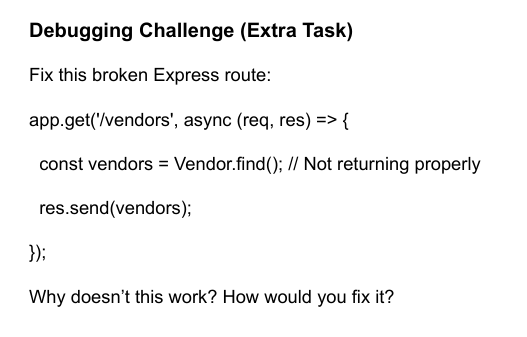 Debugging Challenge (Extra Task)
Fix this broken Express route:
app.get('/vendors', async (req, res) => {
const vendors = Vendor.find(); // Not returning properly
res.send(vendors);
});
Why doesn’t this work? How would you fix it?